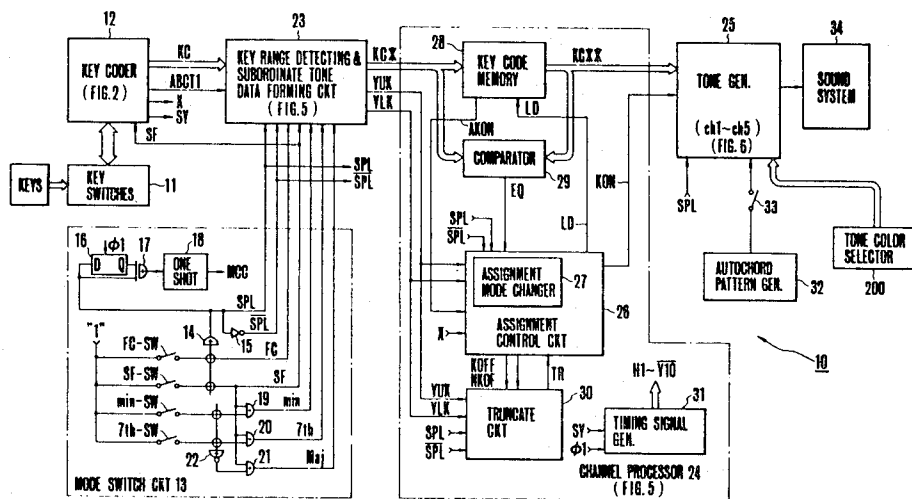 12
KEY CODER
(FIG.2)
KC
ABCT1
X
SY
SF
KEYS
KEY SWITCHES
11
23
KEY RANGE DETECTING & SUBORDINATE TONE DATA FORMING CKT
(FIG.5)
KCX
YUK
YLK
SPL
SPL
28
KEY CODE MEMORY
KCXX
LD
AKON
COMPARATOR
29
EQ
SPL
SPL
LD
KON
ASSIGNMENT MODE CHANGER
27
ASSIGNMENT CONTROL CKT
26
X
KOFF
NKOF
TR
YUK
YLK
SPL
SPL
TRUNCATE CKT
30
H1~Y10
31
TIMING SIGNAL GEN.
SY
φ1
CHANNEL PROCESSOR 24
(FIG.5)
25
TONE GEN.
(ch1~ch5)
(FIG.6)
34
SOUND SYSTEM
SPL
33
AUTOCHORD PATTERN GEN.
32
TONE COLOR SELECTOR
200
10
16
φ1
D
Q
17
18
ONE SHOT
MCC
SPL
SPL
"1"
14
15
FC-SW
FC
SF-SW
SF
min-SW
19
min
7th-SW
20
7th
22
21
Maj
MODE SWITCH CKT 13